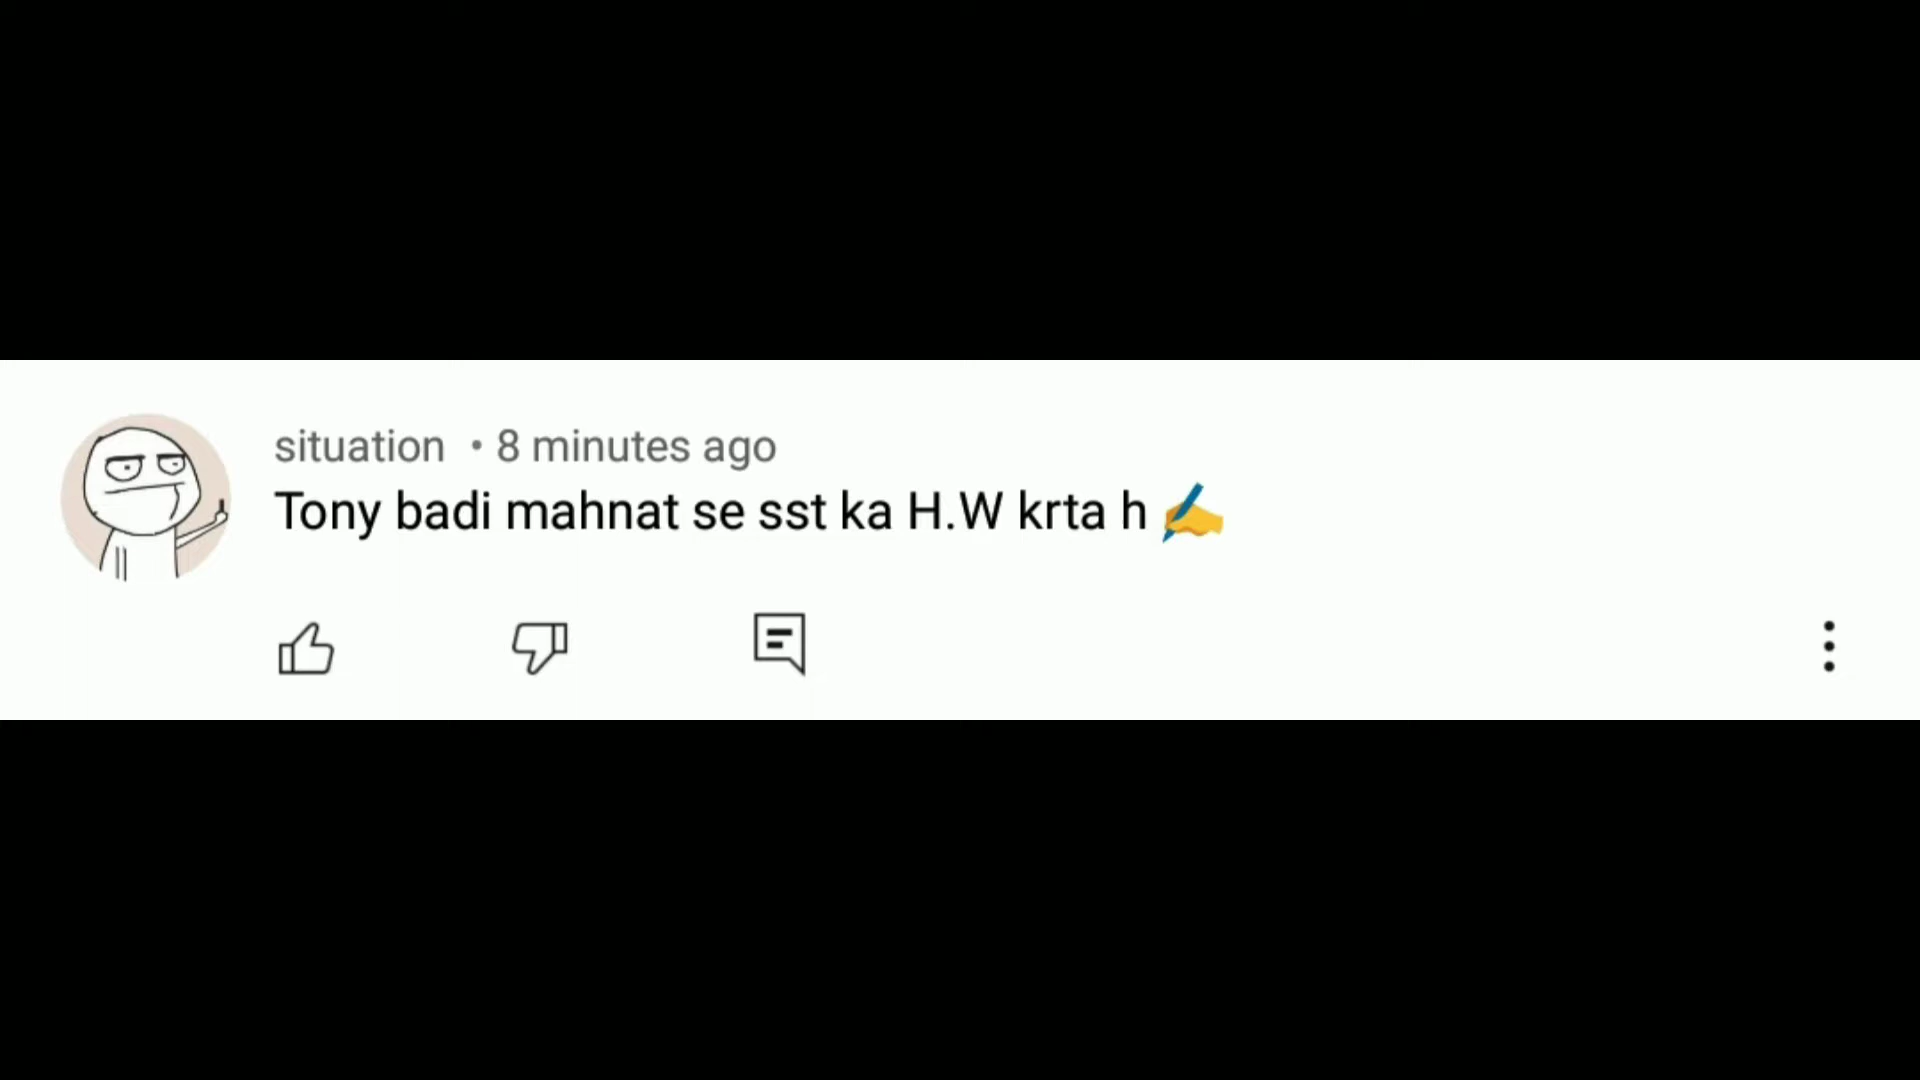 situation • 8 minutes ago
Tony badi mahnat se sst ka H.W krta h ✍